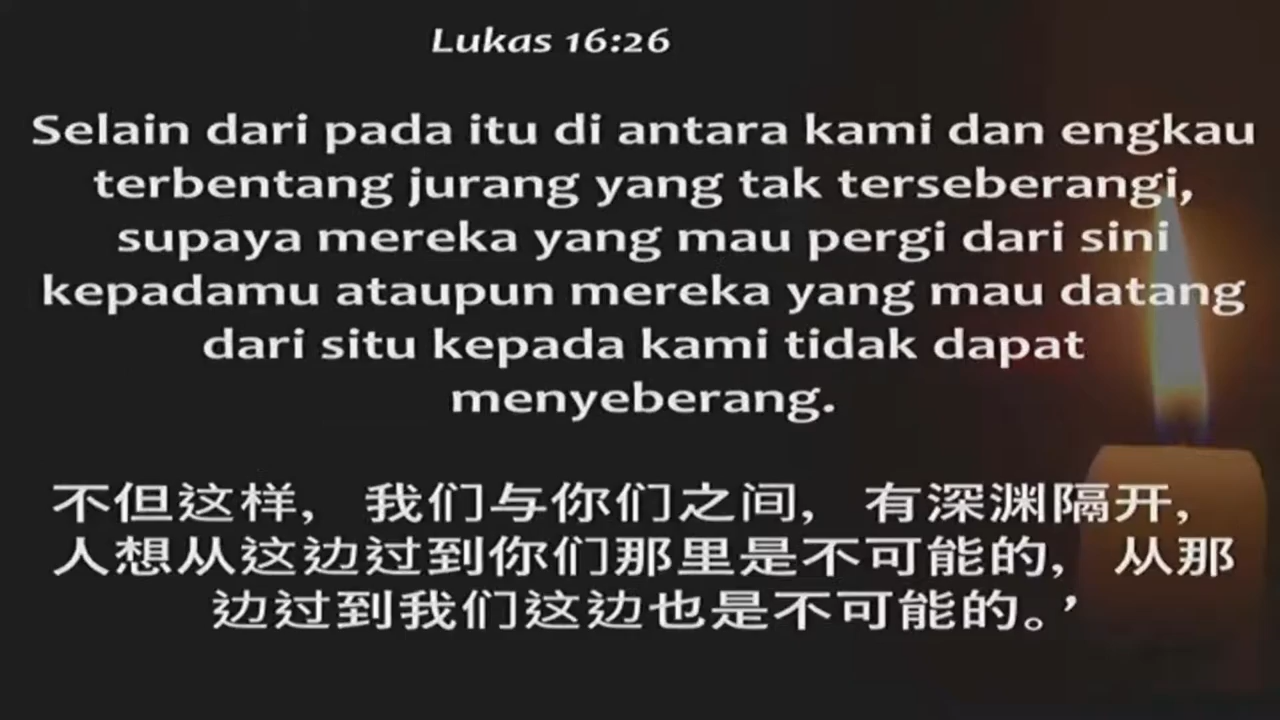 Lukas 16:26
Selain dari pada itu di antara kami dan engkau
terbentang jurang yang tak terseberangi,
supaya mereka yang mau pergi dari sini
kepadamu ataupun mereka yang mau datang
dari situ kepada kami tidak dapat
menyeberang.
不但这样, 我们与你们之间, 有深渊隔开,
人想从这边过到你们那里是不可能的, 从那
边过到我们这边也是不可能的。’